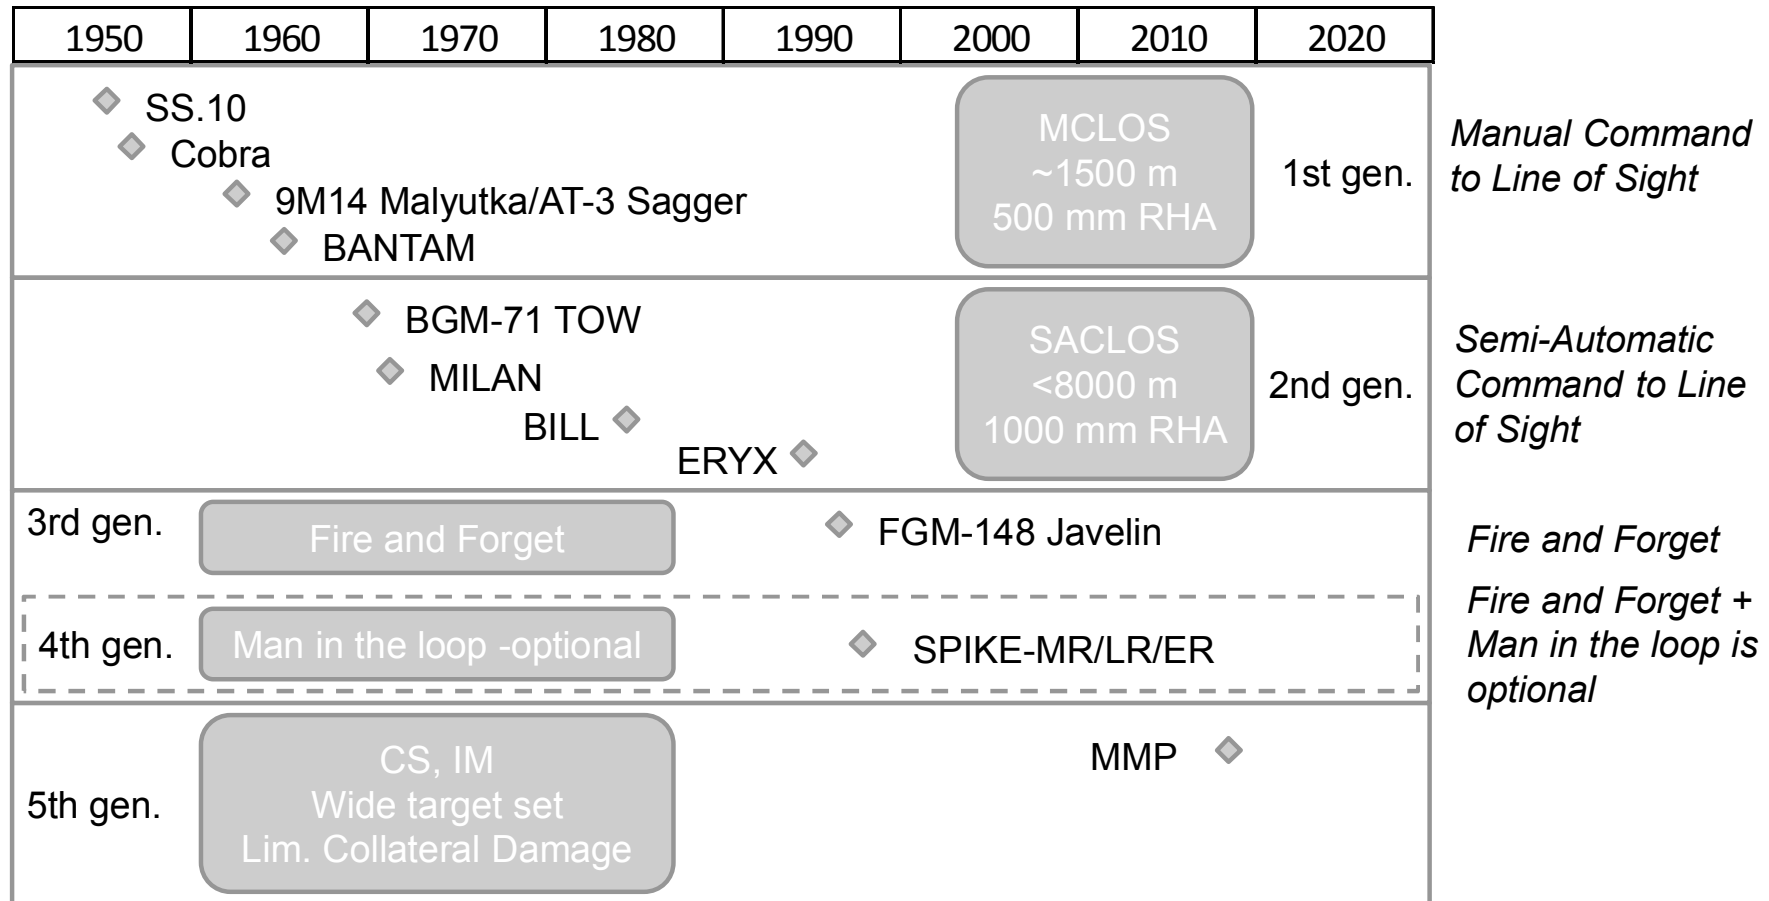 1950 1960 1970 1980 1990 2000 2010 2020
SS.10
Cobra
9M14 Malyutka/AT-3 Sagger
BANTAM
MCLOS
~1500 m
500 mm RHA
1st gen.
Manual Command
to Line of Sight
BGM-71 TOW
MILAN
BILL
ERYX
SACLOS
<8000 m
1000 mm RHA
2nd gen.
Semi-Automatic
Command to Line
of Sight
3rd gen.
Fire and Forget
FGM-148 Javelin
Fire and Forget
4th gen.
Man in the loop -optional
SPIKE-MR/LR/ER
Fire and Forget +
Man in the loop is
optional
5th gen.
CS, IM
Wide target set
Lim. Collateral Damage
MMP